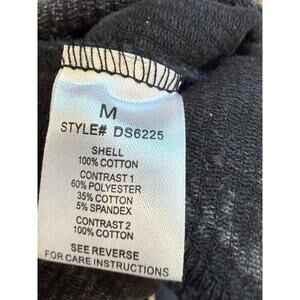 M
STYLE# DS6225
SHELL
100% COTTON
CONTRAST 1
60% POLYESTER
35% COTTON
5% SPANDEX
CONTRAST 2
100% COTTON
SEE REVERSE
FOR CARE INSTRUCTIONS